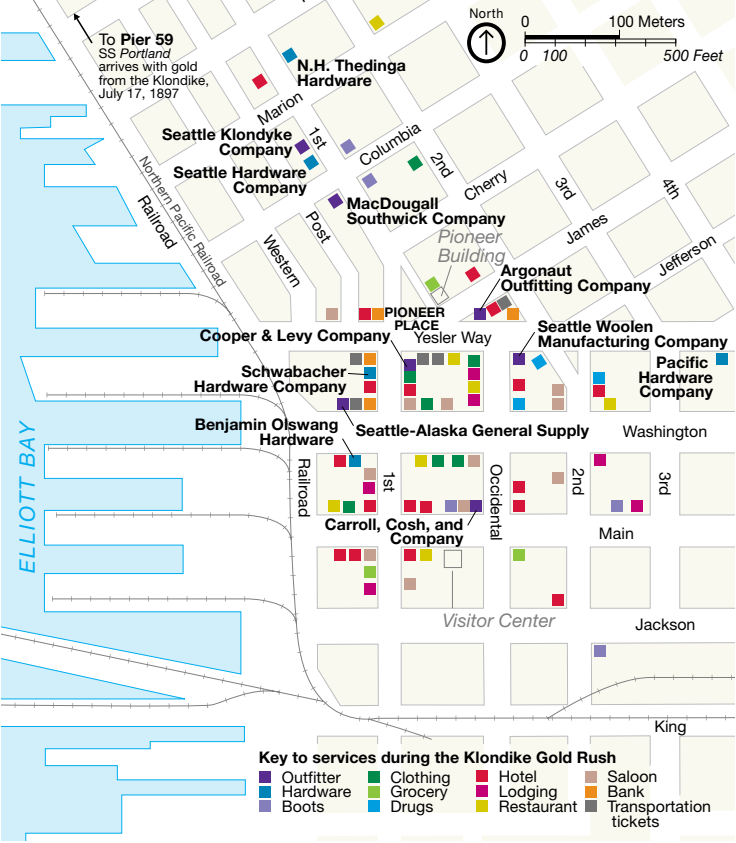 North
0 100 Meters
0 100 500 Feet
To Pier 59
SS Portland
arrives with gold
from the Klondike,
July 17, 1897
N.H. Thedinga
Hardware
Marion
1st
Seattle Klondyke
Company
Columbia
2nd
Seattle Hardware
Company
Cherry
3rd
4th
Northern Pacific Railroad
Railroad
MacDougall
Southwick Company
Post
Western
James
Jefferson
Pioneer
Building
Argonaut
Outfitting Company
PIONEER
PLACE
Cooper & Levy Company
Yesler Way
Seattle Woolen
Manufacturing Company
Schwabacher
Hardware Company
Pacific
Hardware
Company
Benjamin Olswang
Hardware
Seattle-Alaska General Supply
Washington
ELLIOTT BAY
Railroad
1st
Occidental
2nd
3rd
Carroll, Cosh, and
Company
Main
Visitor Center
Jackson
King
Key to services during the Klondike Gold Rush
Outfitter Clothing Hotel Saloon
Hardware Grocery Lodging Bank
Boots Drugs Restaurant Transportation
tickets